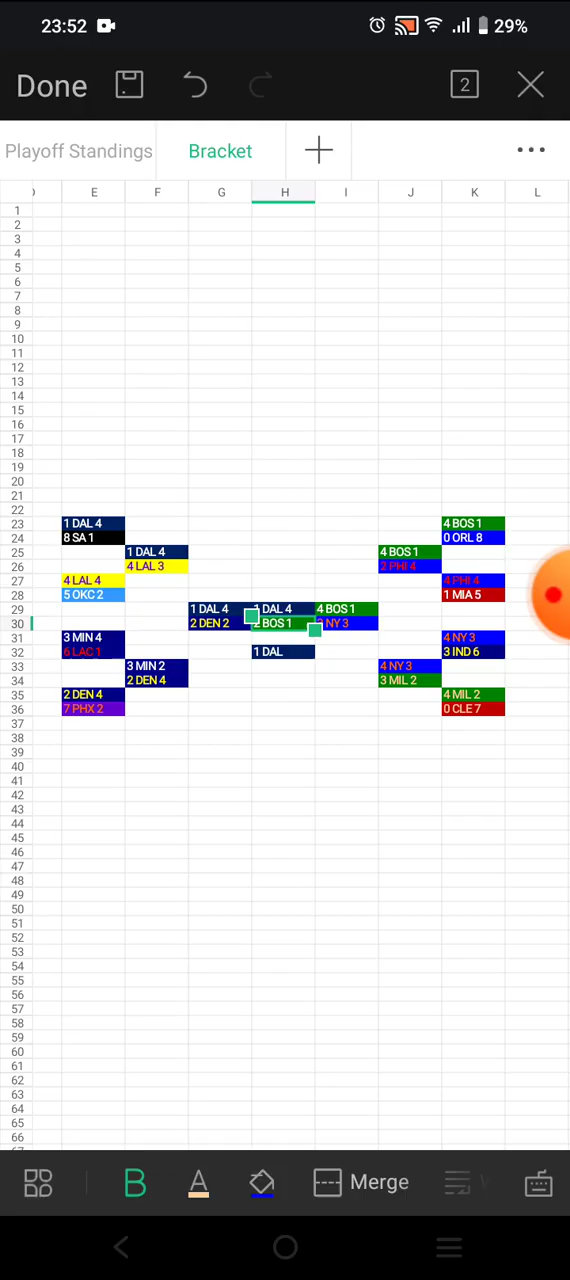 23:52 29%
Done 2
Playoff Standings Bracket
E F G H I J K L
1
2
3
4
5
6
7
8
9
10
11
12
13
14
15
16
17
18
19
20
21
22
23 1 DAL 4 4 BOS 1
24 8 SA 1 0 ORL 8
25 1 DAL 4 4 BOS 1
26 4 LAL 3 2 PHI 4
27 4 LAL 4 4 PHI 4
28 5 OKC 2 1 MIA 5
29 1 DAL 4 1 DAL 4 4 BOS 1
30 2 DEN 2 2 BOS 1 NY 3
31 3 MIN 4 4 NY 3
32 6 LAC 1 1 DAL 3 IND 6
33 3 MIN 2 4 NY 3
34 2 DEN 4 3 MIL 2
35 2 DEN 4 4 MIL 2
36 7 PHX 2 0 CLE 7
37
38
39
40
41
42
43
44
45
46
47
48
49
50
51
52
53
54
55
56
57
58
59
60
61
62
63
64
65
66
B A Merge